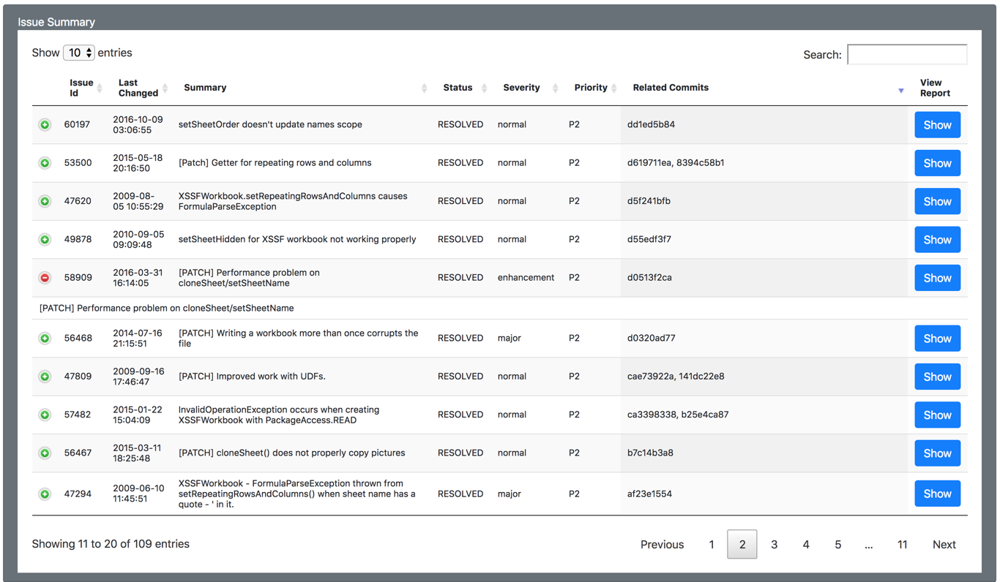 Issue Summary
Show 10 entries
Search:
Issue Id Last Changed Summary Status Severity Priority Related Commits View Report
60197 2016-10-09 03:06:55 setSheetOrder doesn't update names scope RESOLVED normal P2 dd1ed5b84 Show
53500 2015-05-18 20:16:50 [Patch] Getter for repeating rows and columns RESOLVED normal P2 d619711ea, 8394c58b1 Show
47620 2009-08-05 10:55:29 XSSFWorkbook.setRepeatingRowsAndColumns causes FormulaParseException RESOLVED normal P2 d5f241bfb Show
49878 2010-09-05 09:09:48 setSheetHidden for XSSF workbook not working properly RESOLVED normal P2 d55edf3f7 Show
58909 2016-03-31 16:14:05 [PATCH] Performance problem on cloneSheet/setSheetName RESOLVED enhancement P2 d0513f2ca Show
[PATCH] Performance problem on cloneSheet/setSheetName
56468 2014-07-16 21:15:51 [PATCH] Writing a workbook more than once corrupts the file RESOLVED major P2 d0320ad77 Show
47809 2009-09-16 17:46:47 [PATCH] Improved work with UDFs. RESOLVED normal P2 cae73922a, 141dc22e8 Show
57482 2015-01-22 15:04:09 InvalidOperationException occurs when creating XSSFWorkbook with PackageAccess.READ RESOLVED normal P2 ca3398338, b25e4ca87 Show
56467 2015-03-11 18:25:48 [PATCH] cloneSheet() does not properly copy pictures RESOLVED normal P2 b7c14b3a8 Show
47294 2009-06-10 11:45:51 XSSFWorkbook - FormulaParseException thrown from setRepeatingRowsAndColumns() when sheet name has a quote - ' in it. RESOLVED major P2 af23e1554 Show
Showing 11 to 20 of 109 entries
Previous 1 2 3 4 5 ... 11 Next